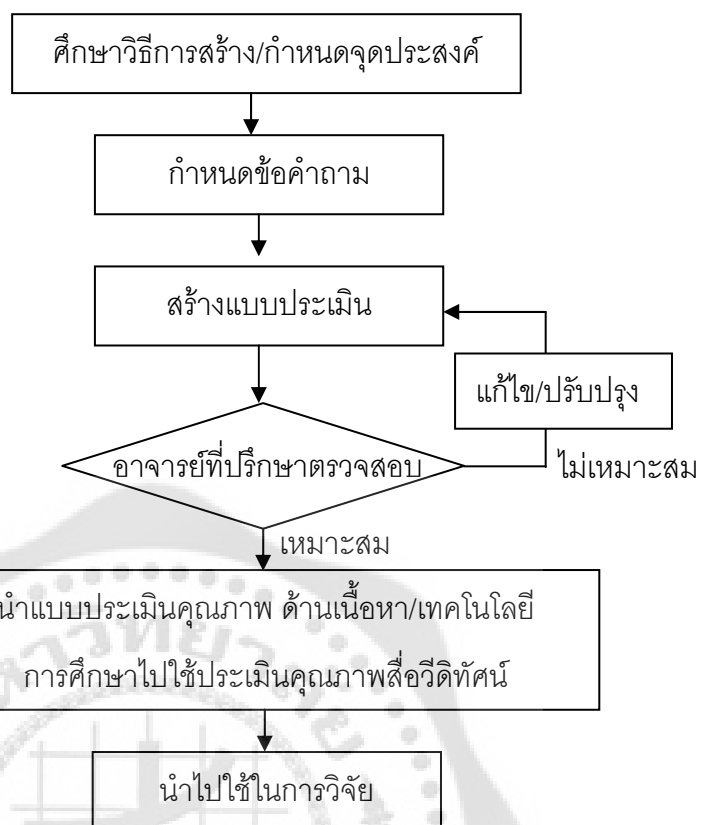 ศึกษาวิธีการสร้าง/กำหนดจุดประสงค์
กำหนดข้อคำถาม
สร้างแบบประเมิน
แก้ไข/ปรับปรุง
อาจารย์ที่ปรึกษาตรวจสอบ
ไม่เหมาะสม
เหมาะสม
นำแบบประเมินคุณภาพ ด้านเนื้อหา/เทคโนโลยี
การศึกษาไปใช้ประเมินคุณภาพสื่อวีดิทัศน์
นำไปใช้ในการวิจัย